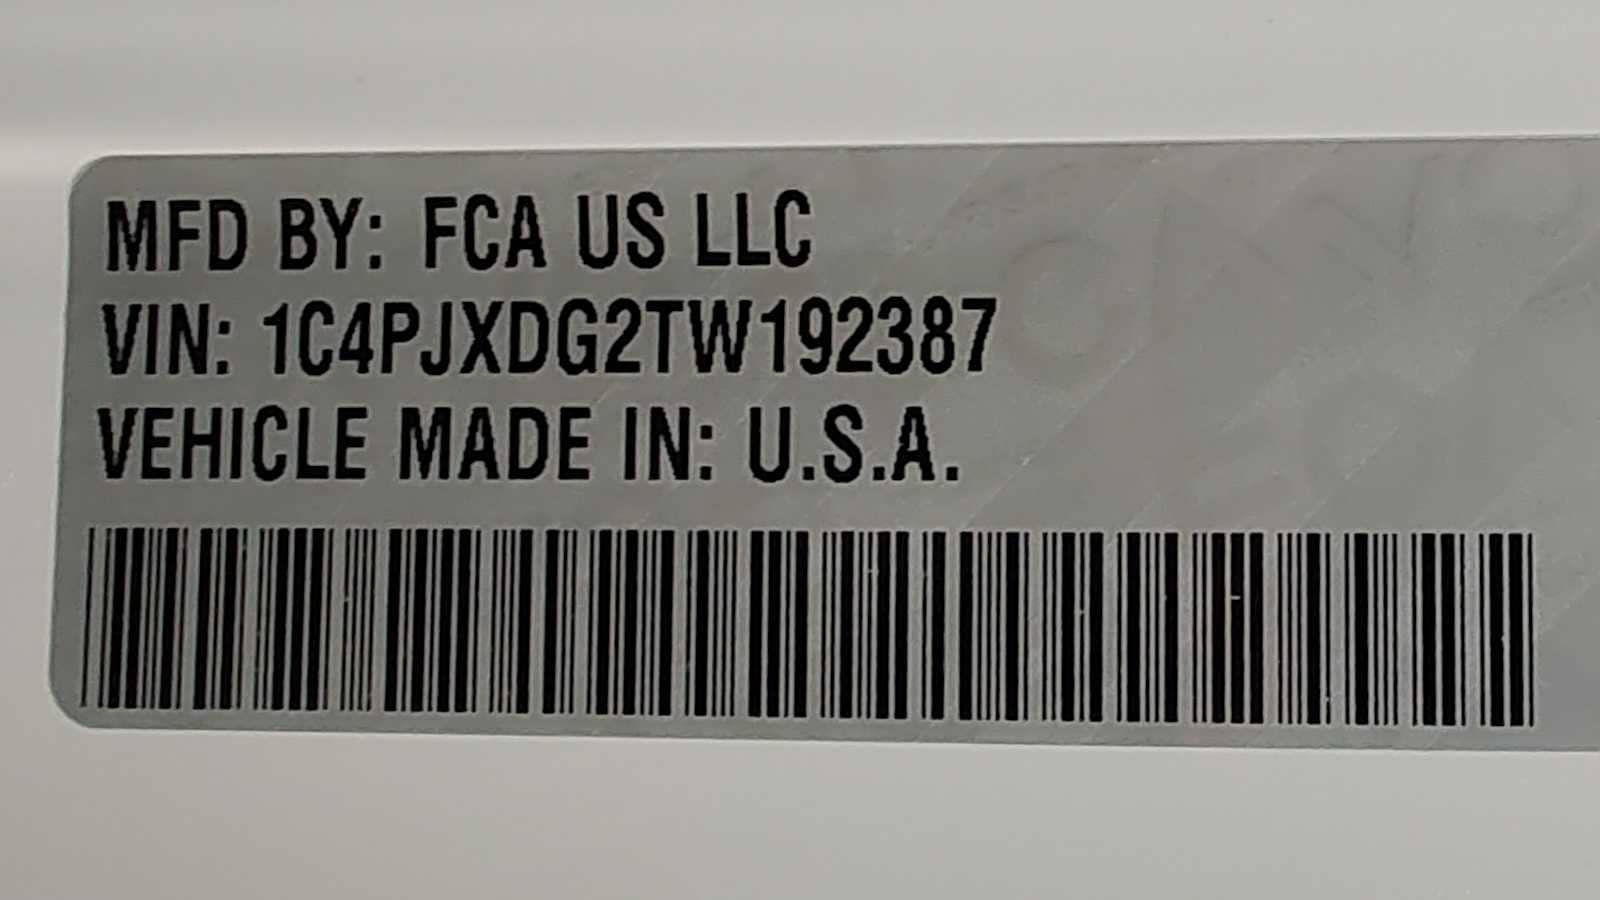 MFD BY: FCA US LLC
VIN: 1C4PJXDG2TW192387
VEHICLE MADE IN: U.S.A.